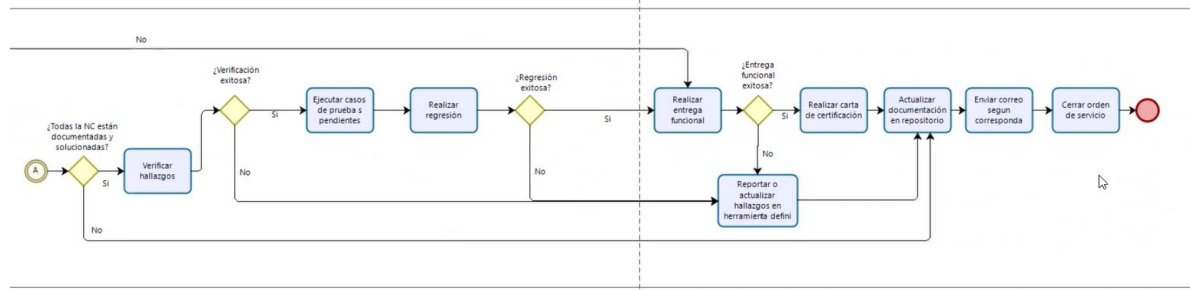 No
¿Verificación
exitosa?
Si
No
¿Todas la NC están
documentadas y
solucionadas?
A
Si
No
Verificar
hallazgos
Ejecutar casos
de prueba s
pendientes
Realizar
regresión
¿Regresión
exitosa?
Si
No
Realizar
entrega
funcional
¿Entrega
funcional
exitosa?
Si
No
Reportar o
actualizar
hallazgos en
herramienta defini
Realizar carta
de certificación
Actualizar
documentación
en repositorio
Enviar correo
segun
corresponda
Cerrar orden
de servicio